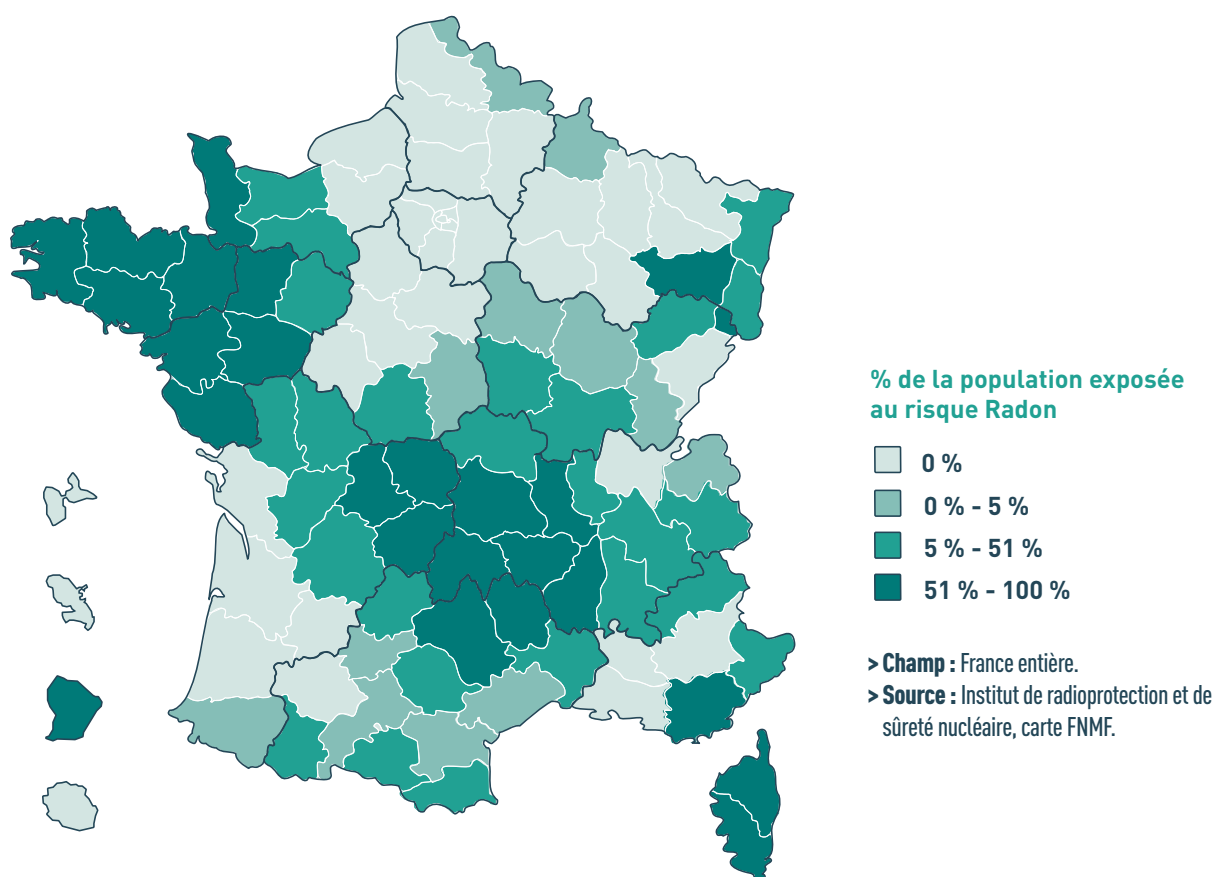 % de la population exposée
au risque Radon
0 %
0 % - 5 %
5 % - 51 %
51 % - 100 %
> Champ : France entière.
> Source : Institut de radioprotection et de
sûreté nucléaire, carte FNMF.